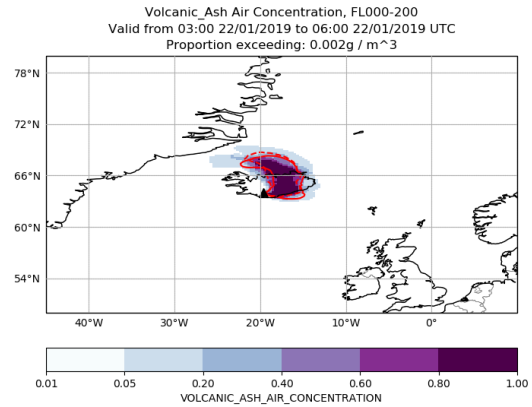 Volcanic_Ash Air Concentration, FL000-200
Valid from 03:00 22/01/2019 to 06:00 22/01/2019 UTC
Proportion exceeding: 0.002g / m^3
78°N
72°N
66°N
60°N
54°N
40°W
30°W
20°W
10°W
0°
0.01
0.05
0.20
0.40
0.60
0.80
1.00
VOLCANIC_ASH_AIR_CONCENTRATION